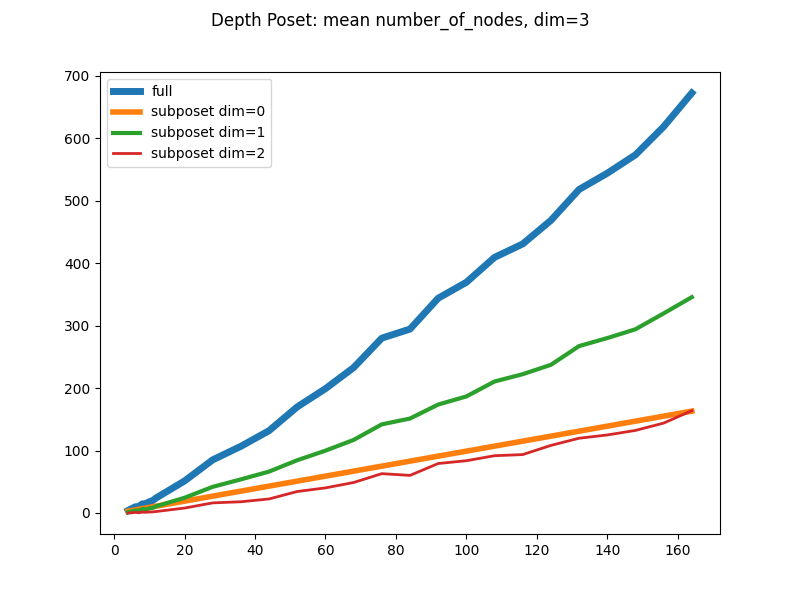 Depth Poset: mean number_of_nodes, dim=3
700
600
500
400
300
200
100
0
full
subposet dim=0
subposet dim=1
subposet dim=2
0 20 40 60 80 100 120 140 160